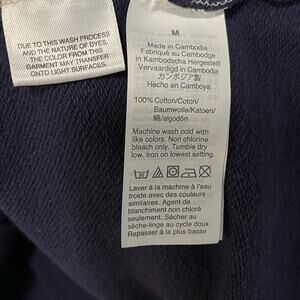 DUE TO THIS WASH PROCESS
AND THE NATURE OF DYES,
THE COLOR FROM THIS
GARMENT MAY TRANSFER
ONTO LIGHT SURFACES.
M
Made in Cambodia
Fabriqué au Cambodge
in Kambodscha Hergestellt
Vervaardigd in Cambodja
カンボジア製
Hecho en Camboya
100% Cotton/Coton/
Baumwolle/Katoen/
綿/algodón
Machine wash cold with
like colors. Non chlorine
bleach only. Tumble dry
low. Iron on lowest setting.
Laver à la machine à l'eau
froide avec des couleurs
similaires. Agent de
blanchiment non chloré
seulement. Sécher au
sèche-linge au cycle doux.
Repasser à la plus basse